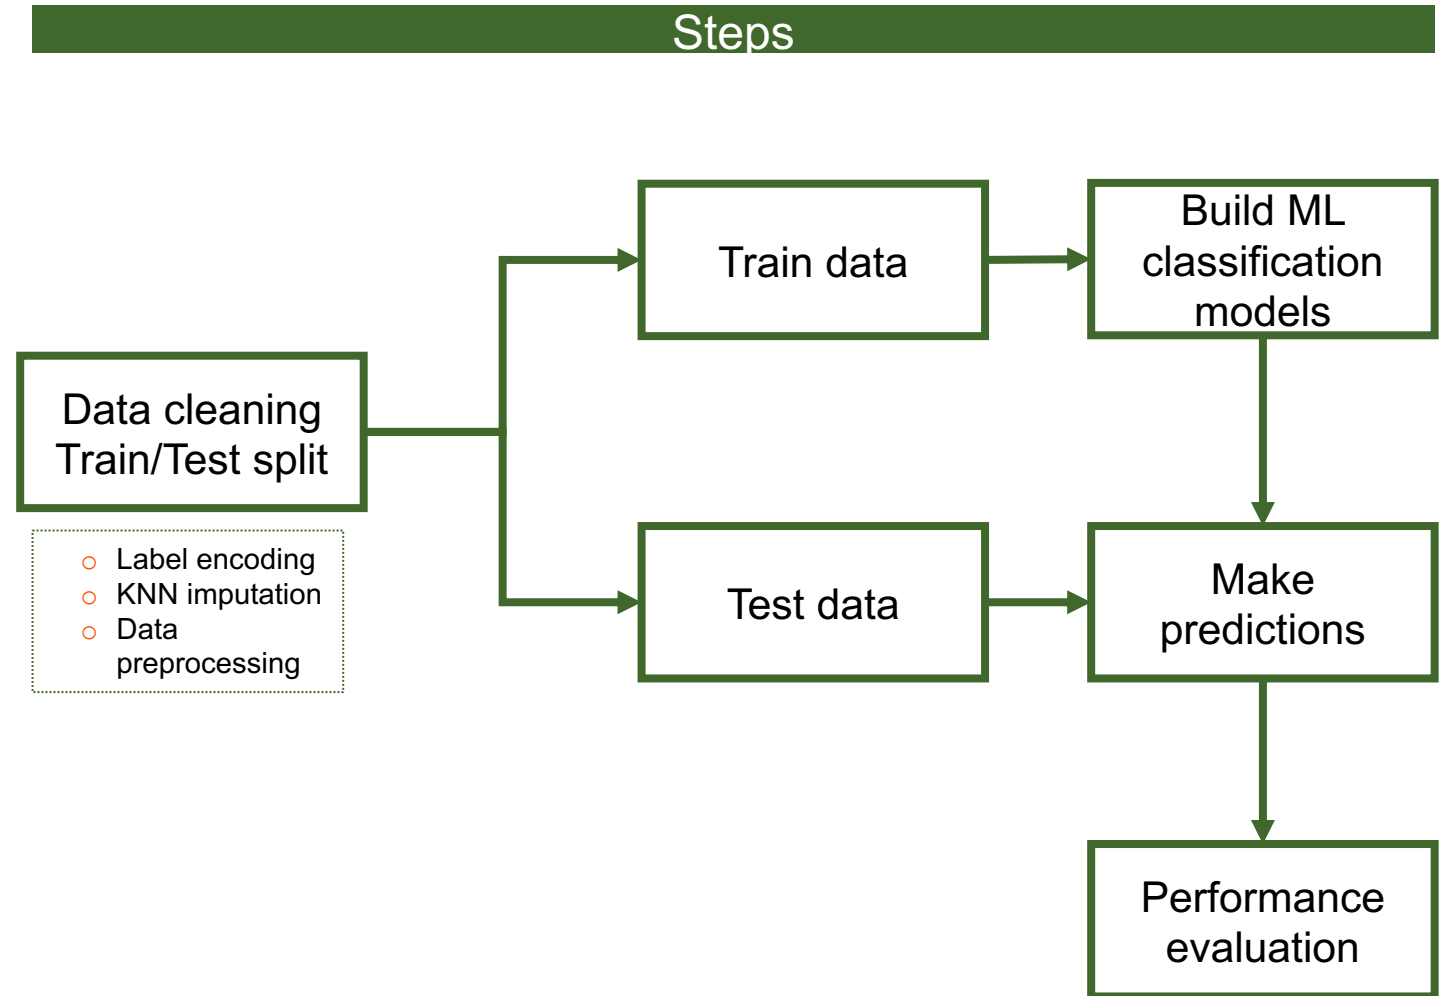 Steps
Train data
Build ML
classification
models
Data cleaning
Train/Test split
Label encoding
KNN imputation
Data
preprocessing
Test data
Make
predictions
Performance
evaluation